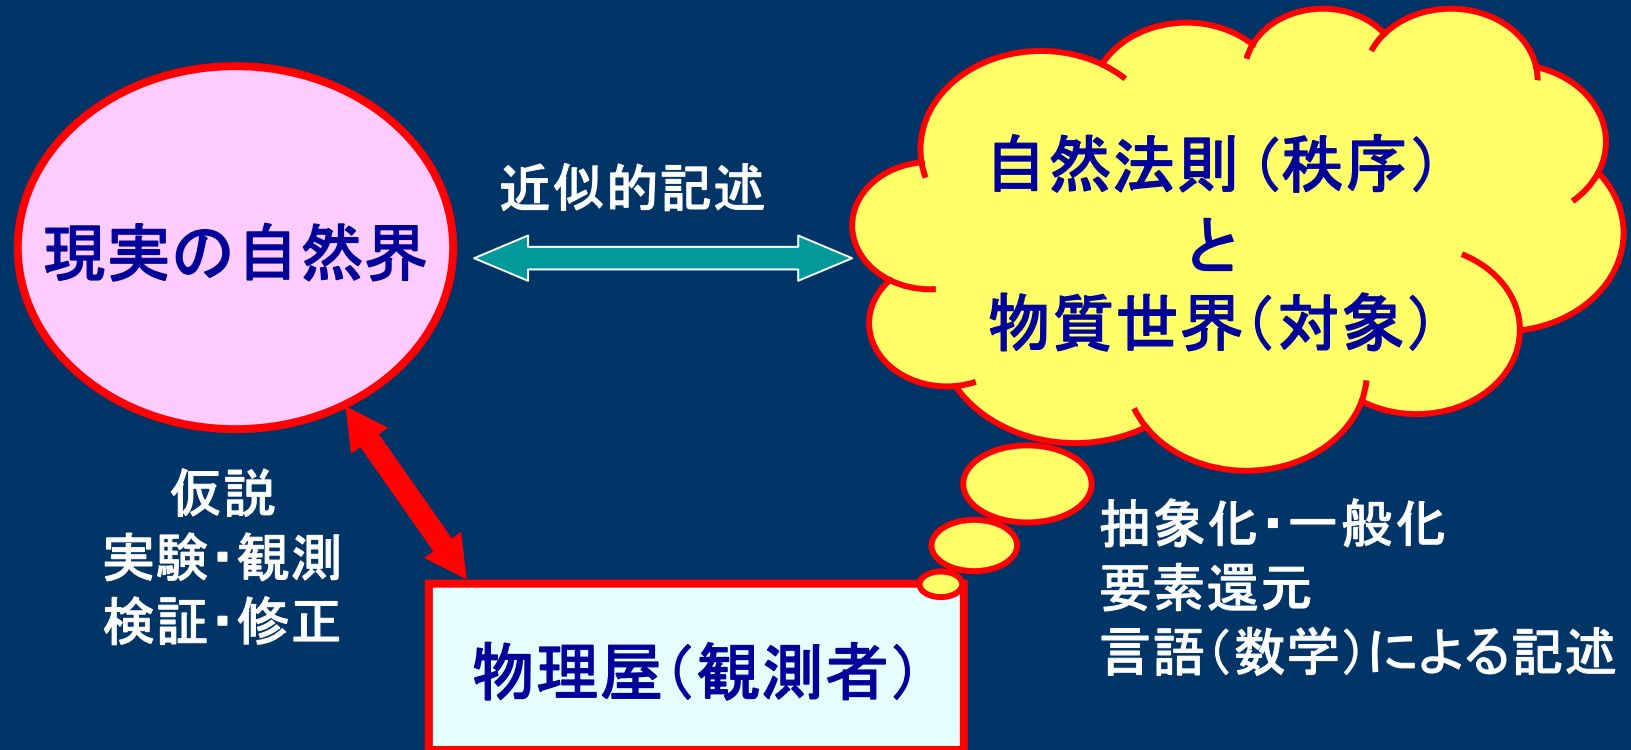 現実の自然界
近似的記述
自然法則(秩序)
と
物質世界(対象)
仮説
実験・観測
検証・修正
抽象化・一般化
要素還元
言語(数学)による記述
物理屋(観測者)